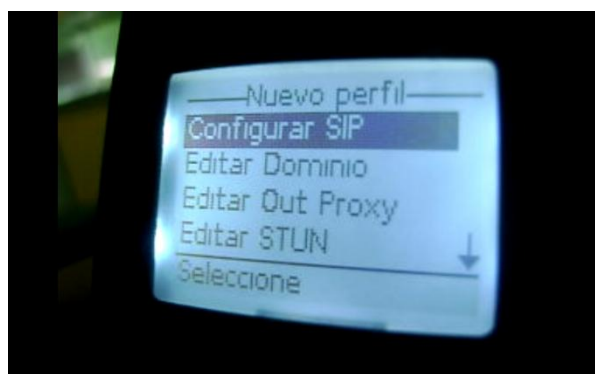 Nuevo perfil
Configurar SIP
Editar Dominio
Editar Out Proxy
Editar STUN
Seleccione